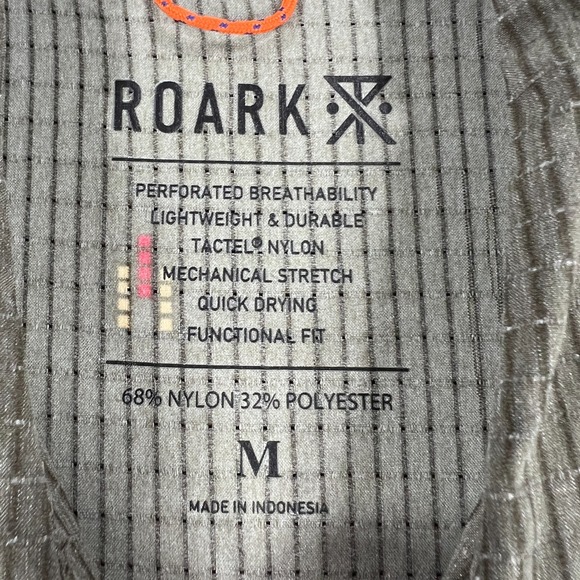 ROARK
PERFORATED BREATHABILITY
LIGHTWEIGHT & DURABLE
TACTEL® NYLON
MECHANICAL STRETCH
QUICK DRYING
FUNCTIONAL FIT
68% NYLON 32% POLYESTER
M
MADE IN INDONESIA